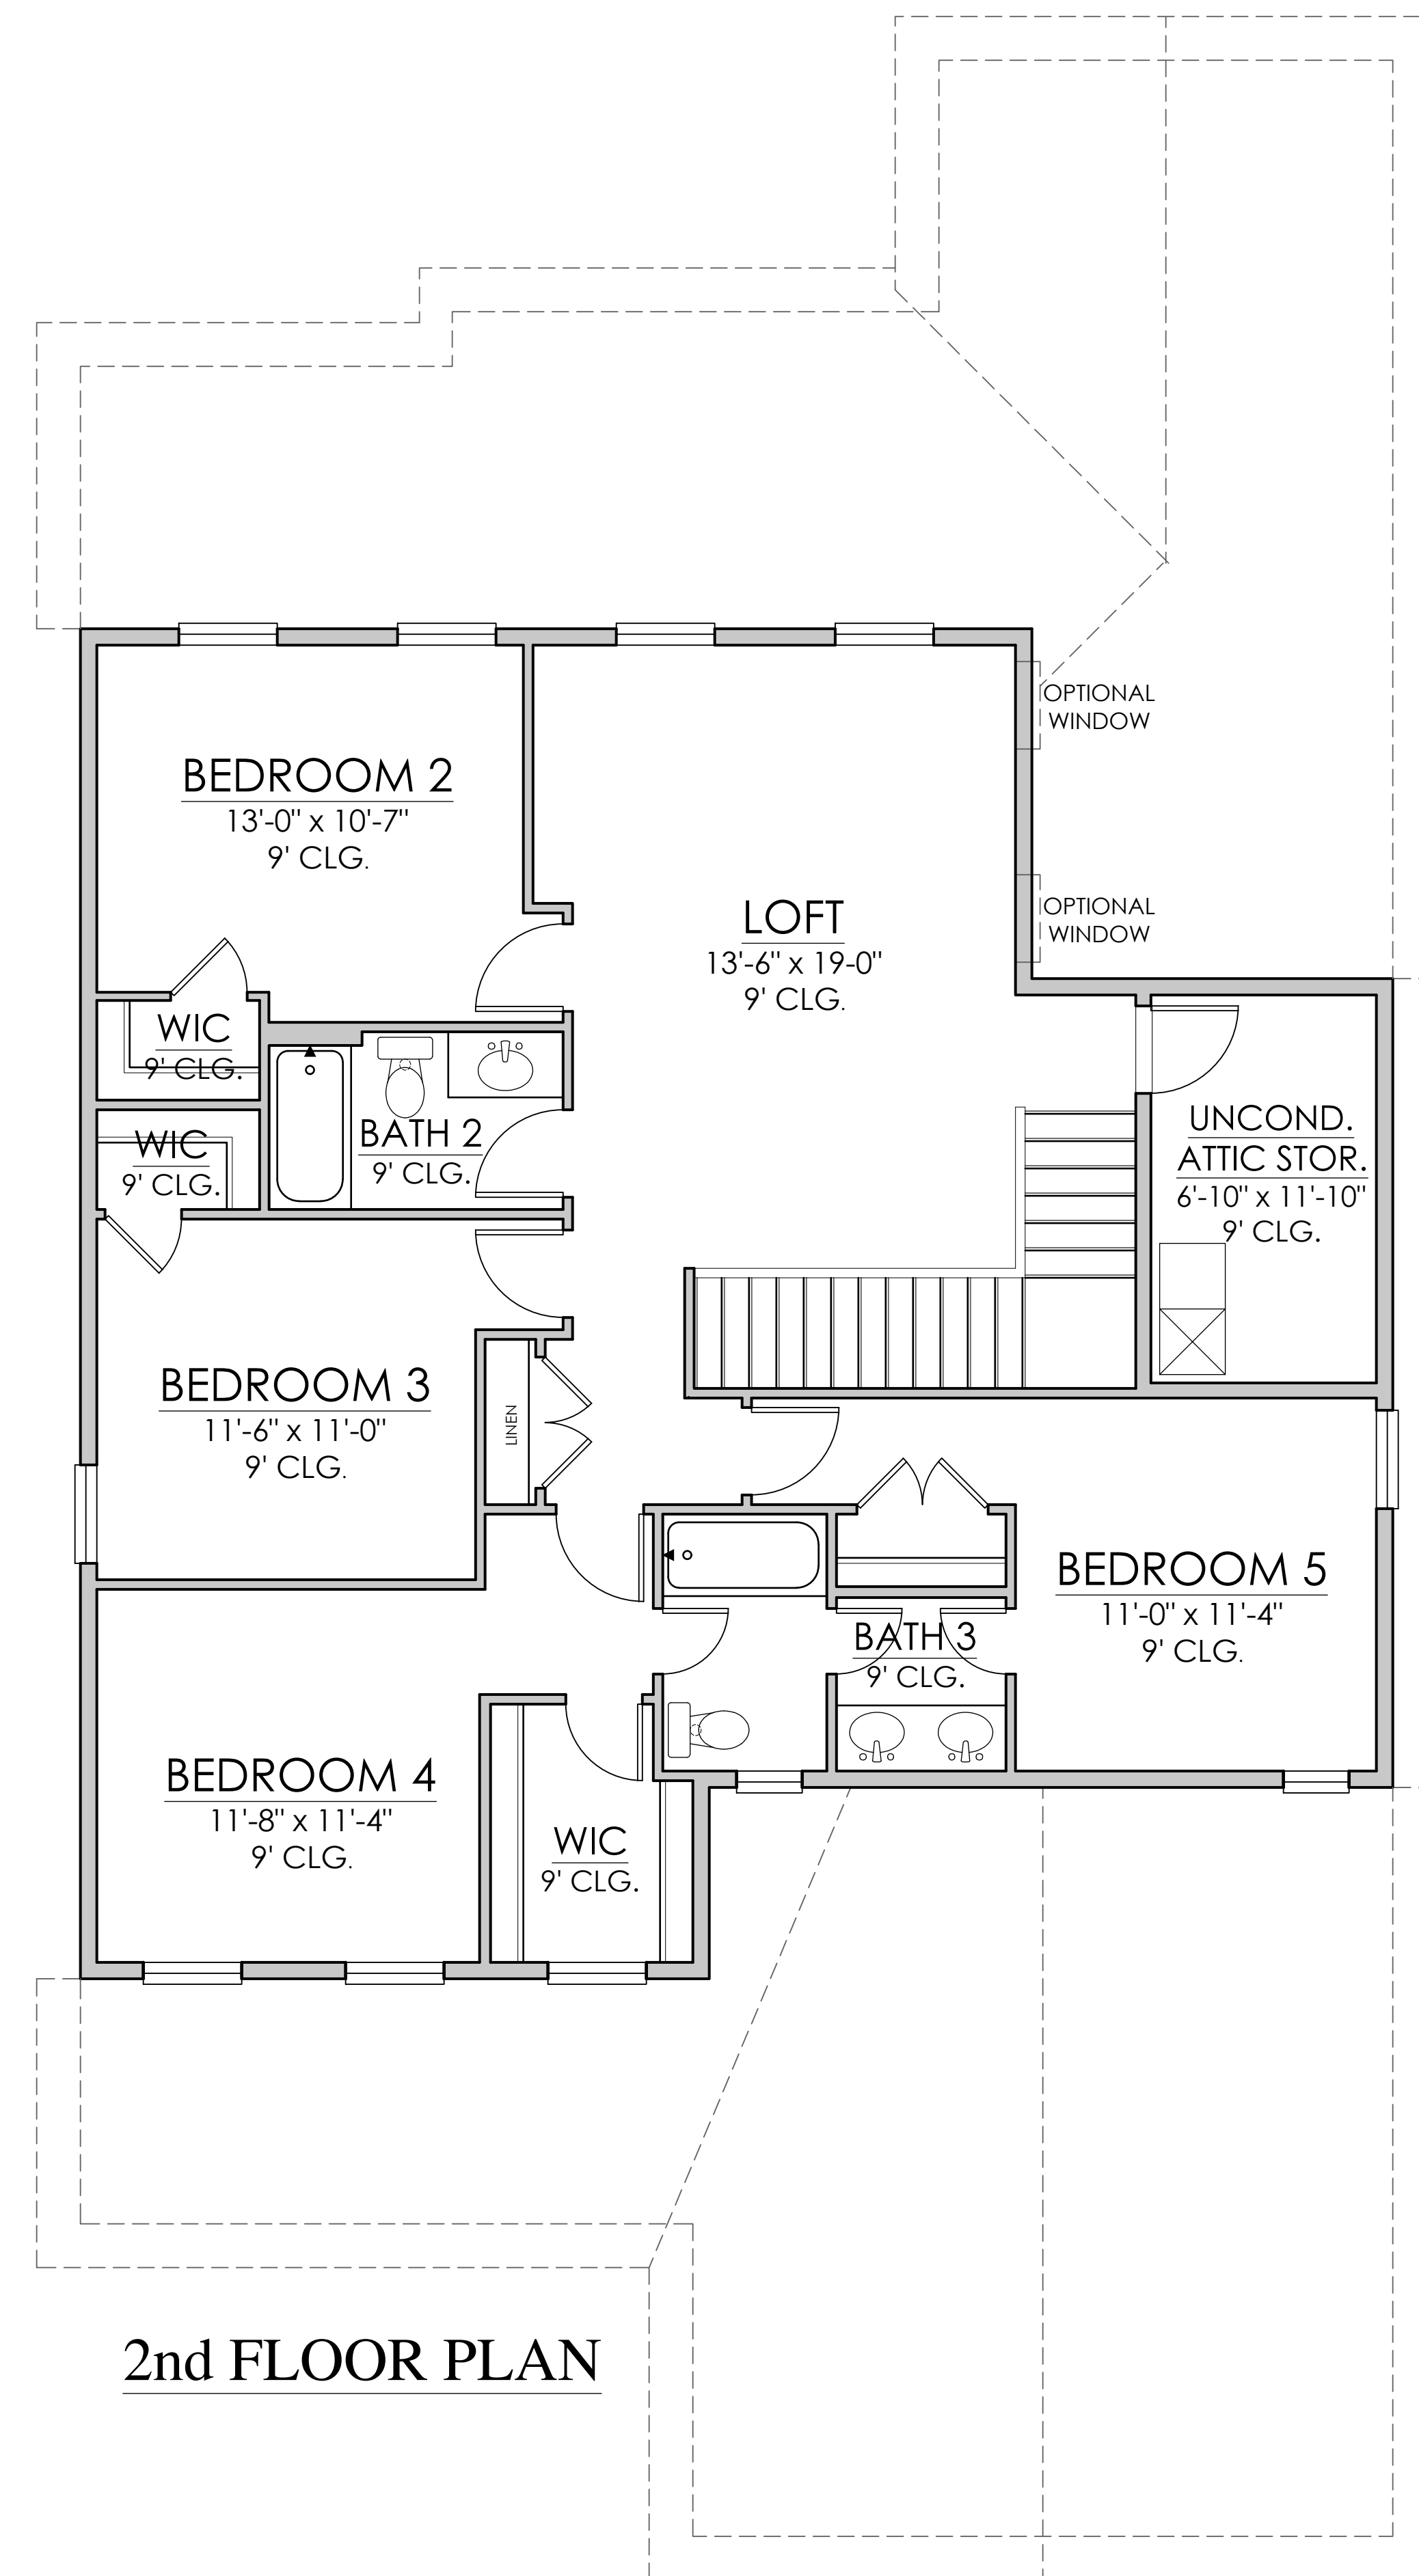 OPTIONAL
WINDOW
BEDROOM 2
13'-0" x 10'-7"
9' CLG.
OPTIONAL
WINDOW
LOFT
13'-6" x 19-0"
9' CLG.
WIC
9' CLG.
BATH 2
9' CLG.
WIC
9' CLG.
UNCOND.
ATTIC STOR.
6'-10" x 11'-10"
9' CLG.
BEDROOM 3
11'-6" x 11'-0"
9' CLG.
LINEN
BEDROOM 5
11'-0" x 11'-4"
9' CLG.
BATH 3
9' CLG.
BEDROOM 4
11'-8" x 11'-4"
9' CLG.
WIC
9' CLG.
2nd FLOOR PLAN